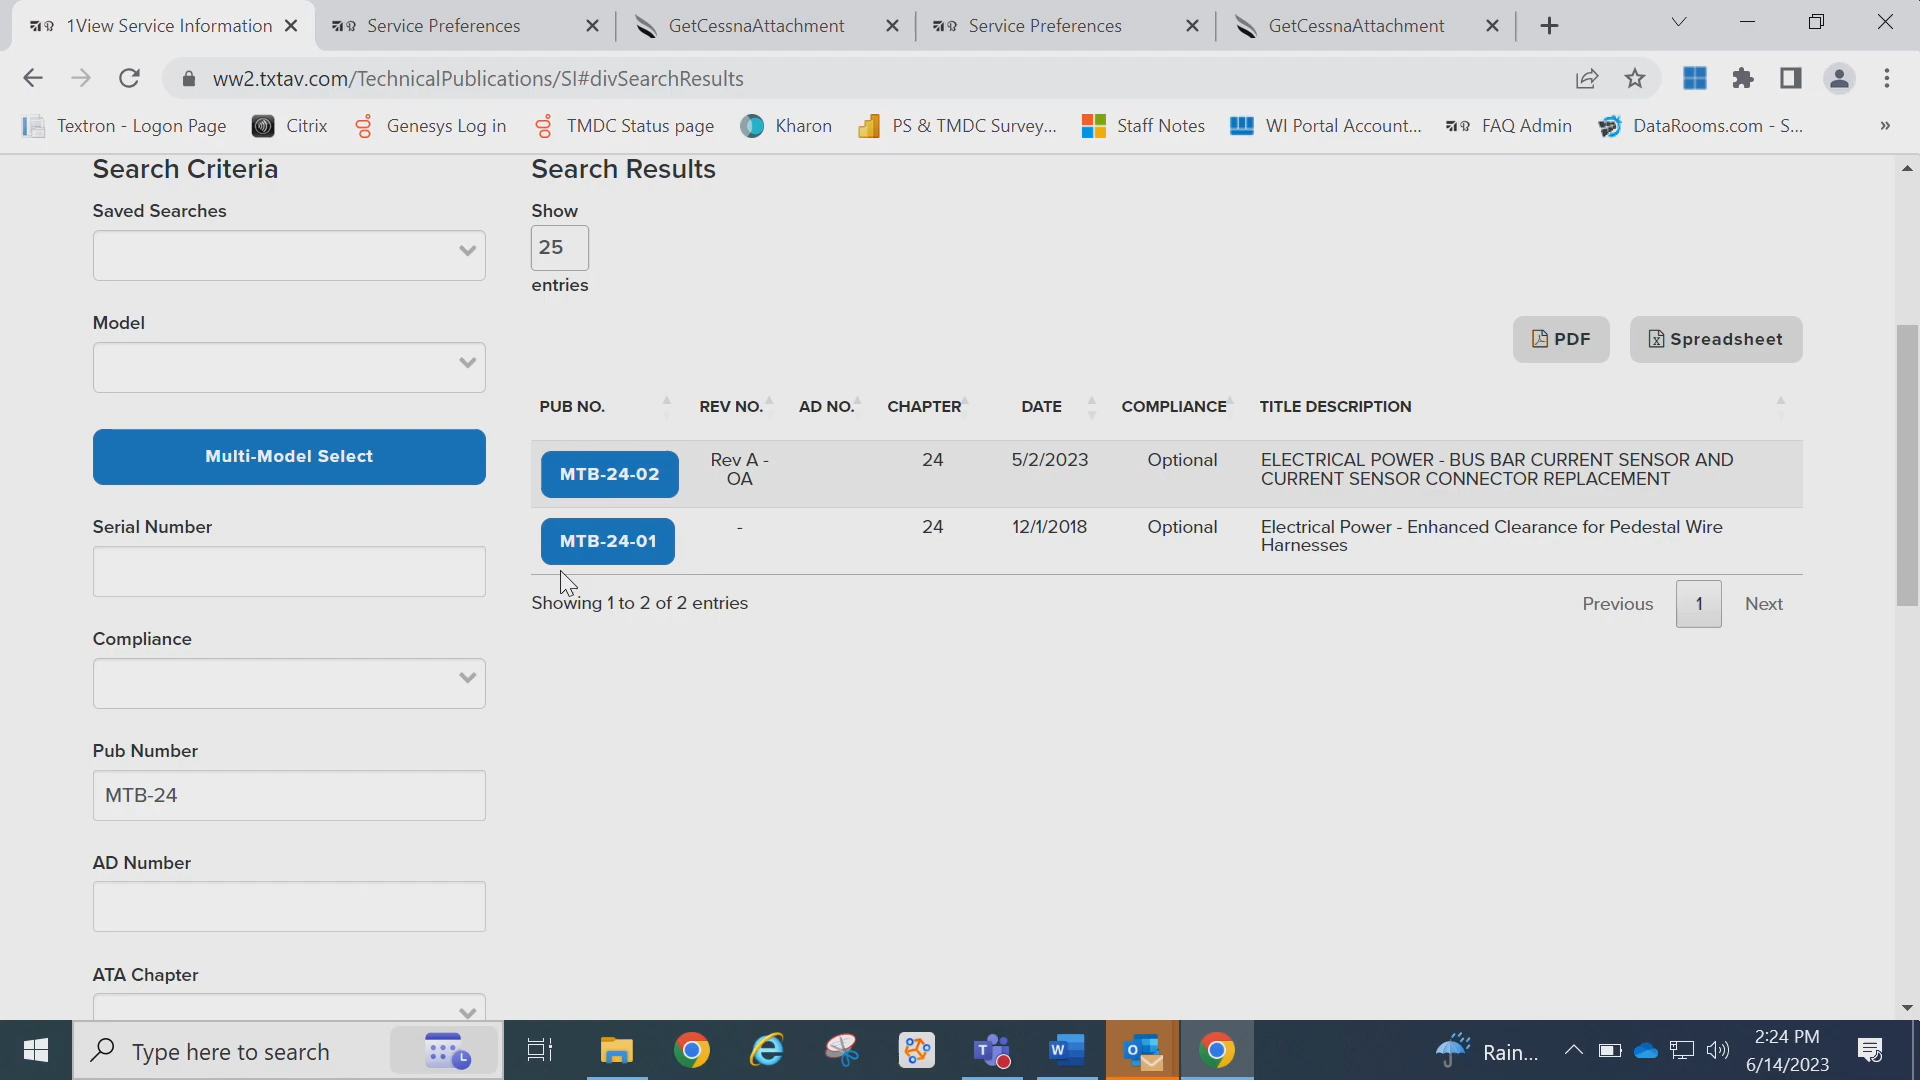 1View Service Information
Service Preferences
GetCessnaAttachment
Service Preferences
GetCessnaAttachment
ww2.txtav.com/TechnicalPublications/SI#divSearchResults
Textron - Logon Page
Citrix
Genesys Log in
TMDC Status page
Kharon
PS & TMDC Survey...
Staff Notes
WI Portal Account...
FAQ Admin
DataRooms.com - S...
»
Search Criteria
Saved Searches
Model
Multi-Model Select
Serial Number
Compliance
Pub Number
MTB-24
AD Number
ATA Chapter
Search Results
Show
25
entries
PDF
Spreadsheet
PUB NO. REV NO. AD NO. CHAPTER DATE COMPLIANCE TITLE DESCRIPTION
MTB-24-02 Rev A - 24 5/2/2023 Optional ELECTRICAL POWER - BUS BAR CURRENT SENSOR AND
OA CURRENT SENSOR CONNECTOR REPLACEMENT
MTB-24-01 - 24 12/1/2018 Optional Electrical Power - Enhanced Clearance for Pedestal Wire
Harnesses
Showing 1 to 2 of 2 entries
Previous 1 Next
Type here to search
Rain...
2:24 PM
6/14/2023